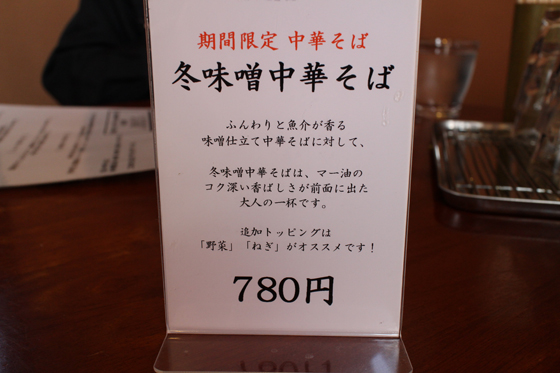 期間限定 中華そば
冬味噌中華そば
ふんわりと魚介が香る
味噌仕立て中華そばに対して、
冬味噌中華そばは、マー油の
コク深い香ばしさが前面に出た
大人の一杯です。
追加トッピングは
「野菜」「ねぎ」がオススメです！
780円